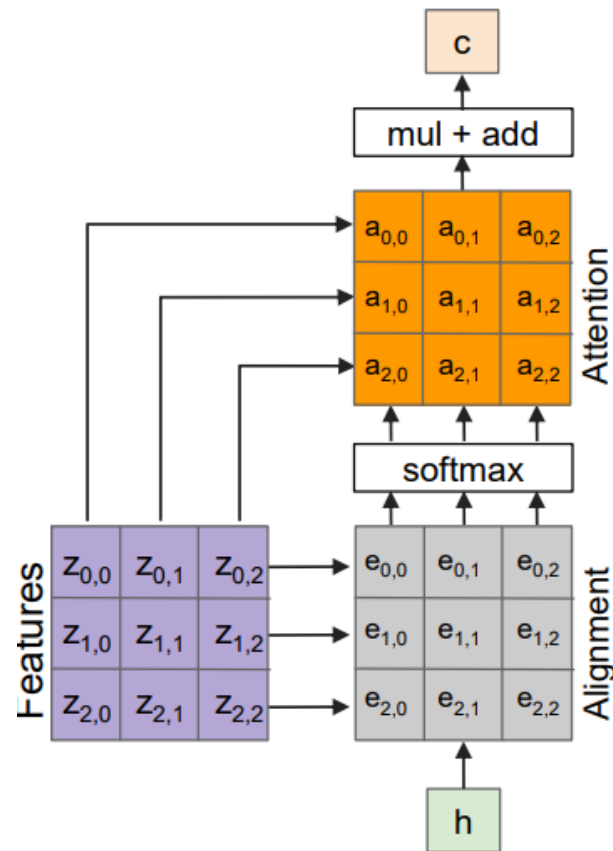 c
mul + add
a0,0 a0,1 a0,2
a1,0 a1,1 a1,2
a2,0 a2,1 a2,2
Attention
softmax
Features
z0,0 z0,1 z0,2
z1,0 z1,1 z1,2
z2,0 z2,1 z2,2
e0,0 e0,1 e0,2
e1,0 e1,1 e1,2
e2,0 e2,1 e2,2
Alignment
h